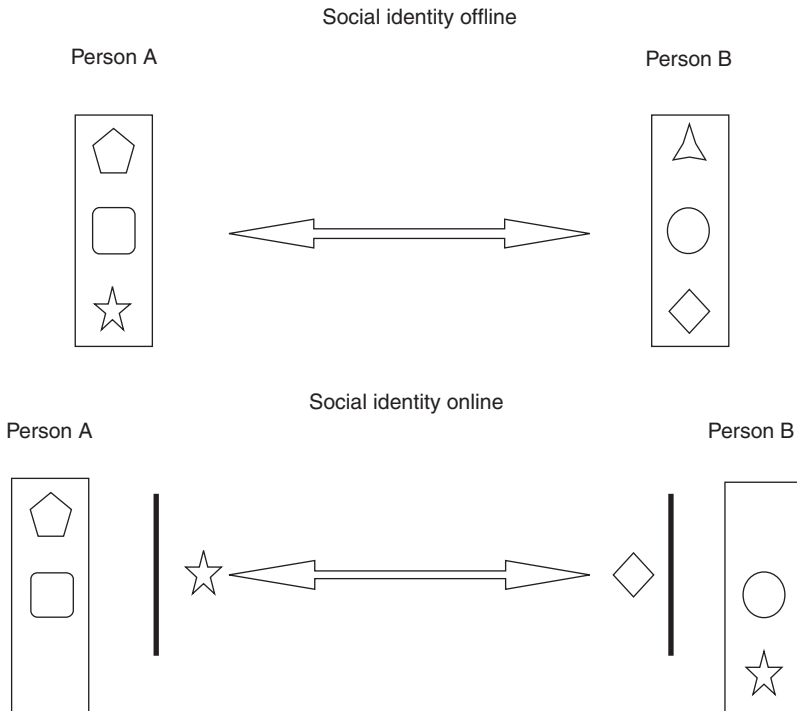 Social identity offline
Person A
Person B
Social identity online
Person A
Person B